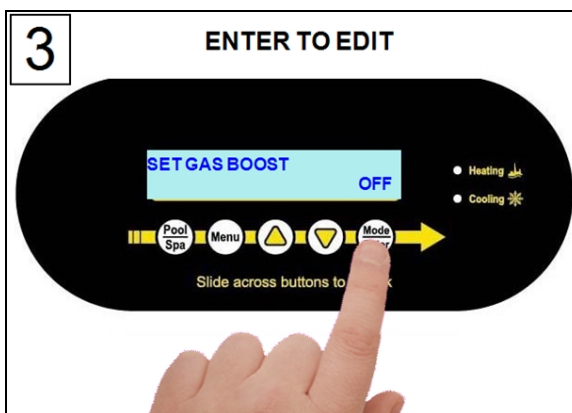 3
ENTER TO EDIT
SET GAS BOOST
OFF
Heating
Cooling
Pool
Spa
Menu
Mode
Slide across buttons to